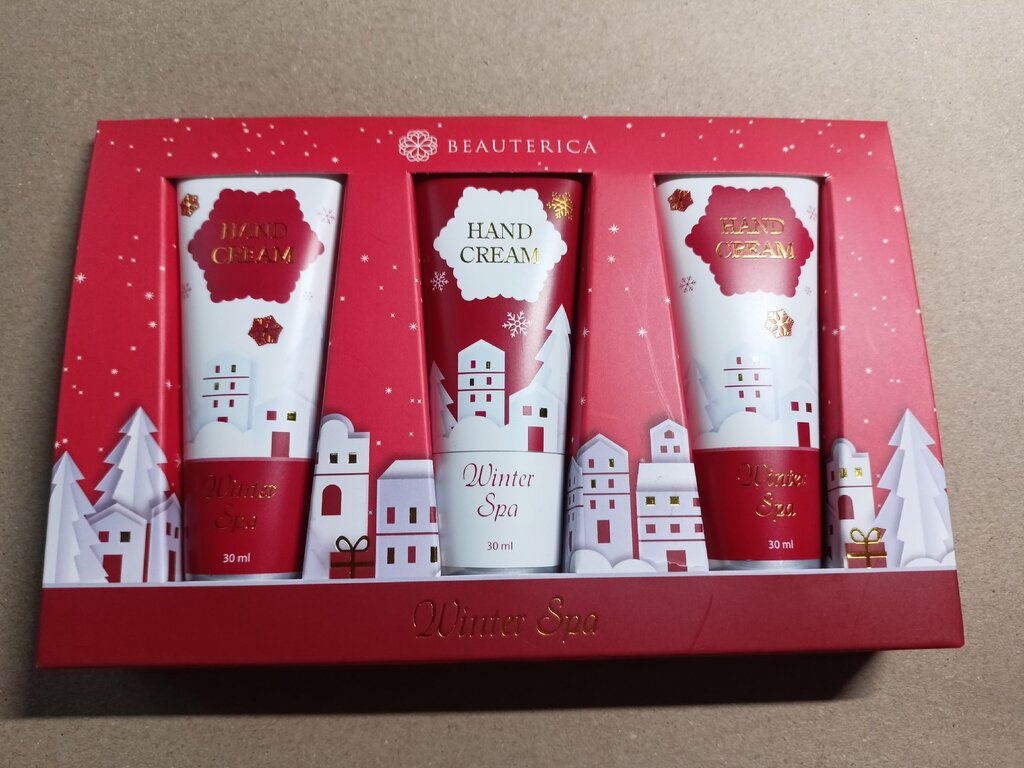 BEAUTERICA
HAND
CREAM
Winter
Spa
30 ml
HAND
CREAM
Winter
Spa
30 ml
HAND
CREAM
Winter
Spa
30 ml
Winter Spa